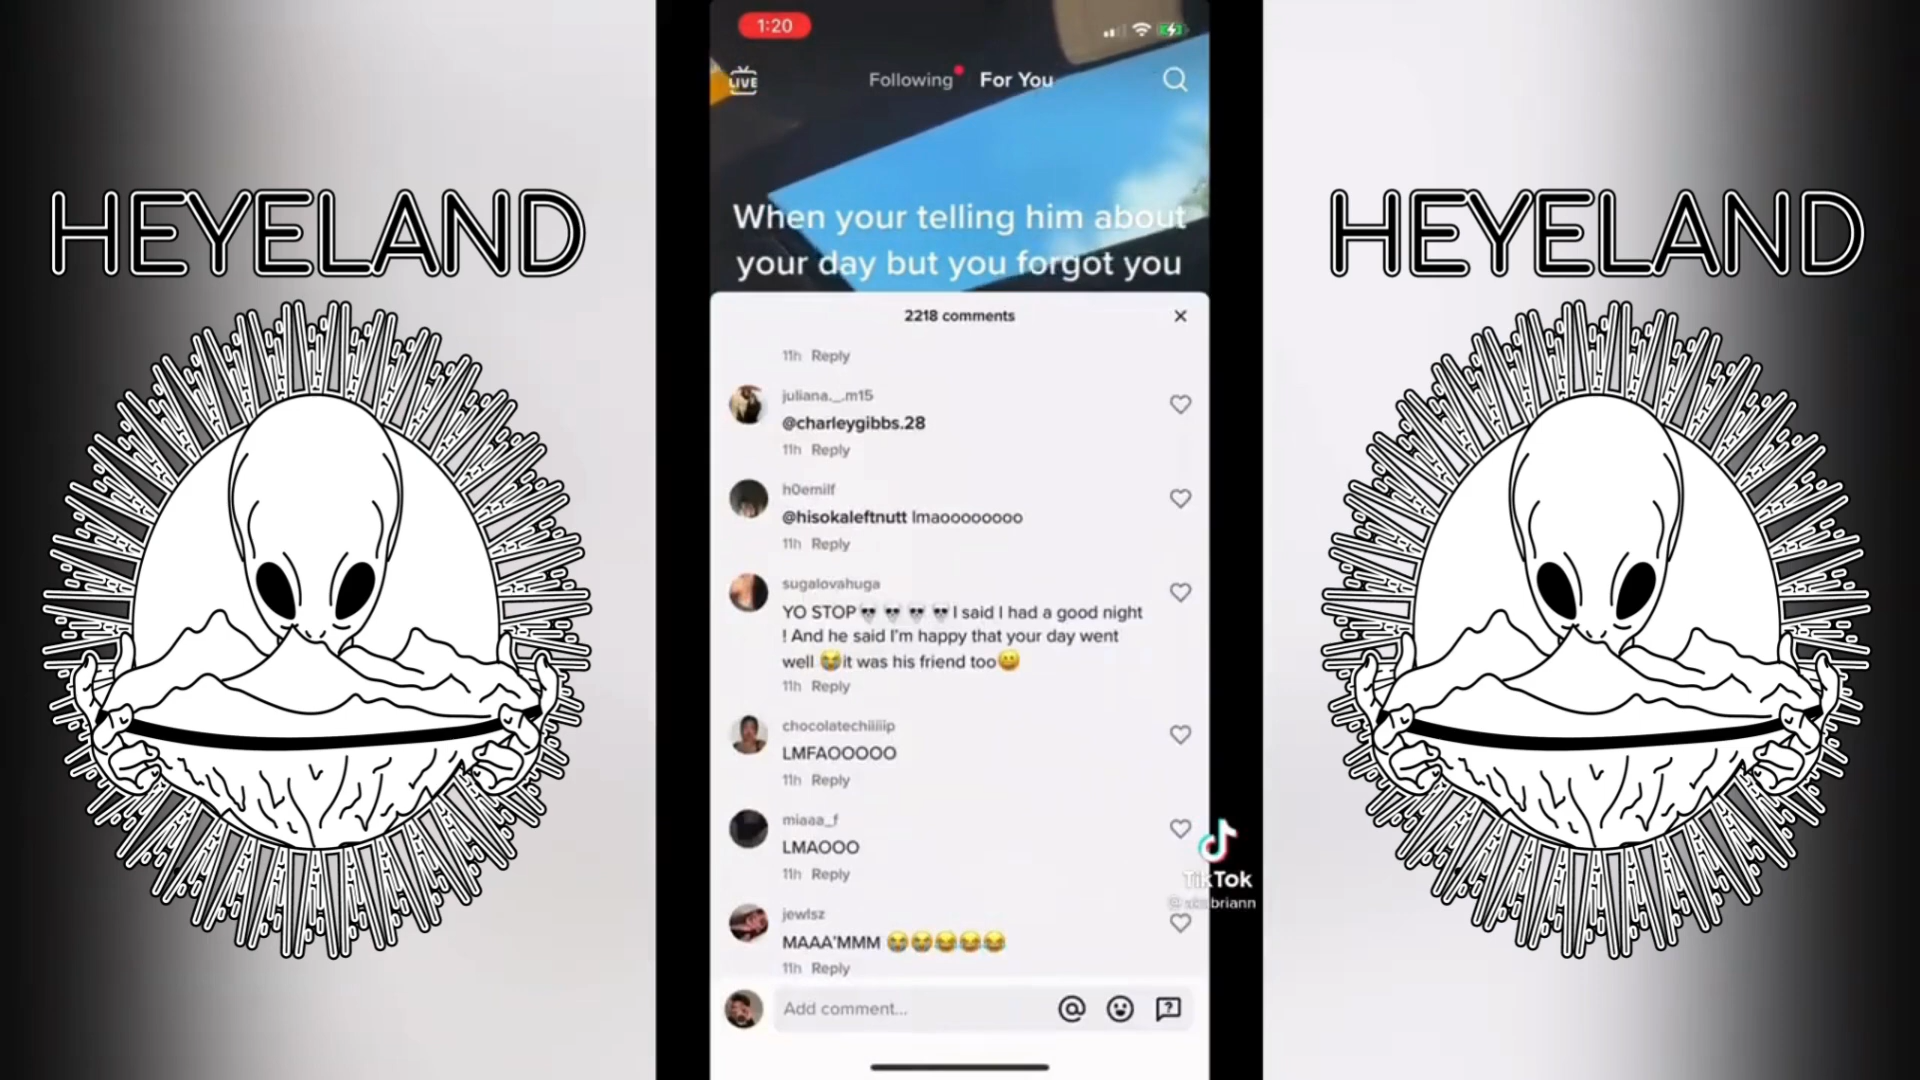 HEYELAND
1:20
LIVE
Following
For You
When your telling him about
your day but you forgot you
2218 comments
11h Reply
juliana._.m15
@charleygibbs.28
11h Reply
h0emilf
@hisokaleftnutt lmaoooooooo
11h Reply
sugalovahuga
YO STOP💀 💀 💀 💀I said I had a good night
! And he said I'm happy that your day went
well 😭it was his friend too😀
11h Reply
chocolatechiiiiip
LMFAOOOOO
11h Reply
miaaa_f
LMAOOO
11h Reply
jewlsz
MAAA'MMM 😭😭😂😂😂
11h Reply
Add comment...
TikTok
HEYELAND